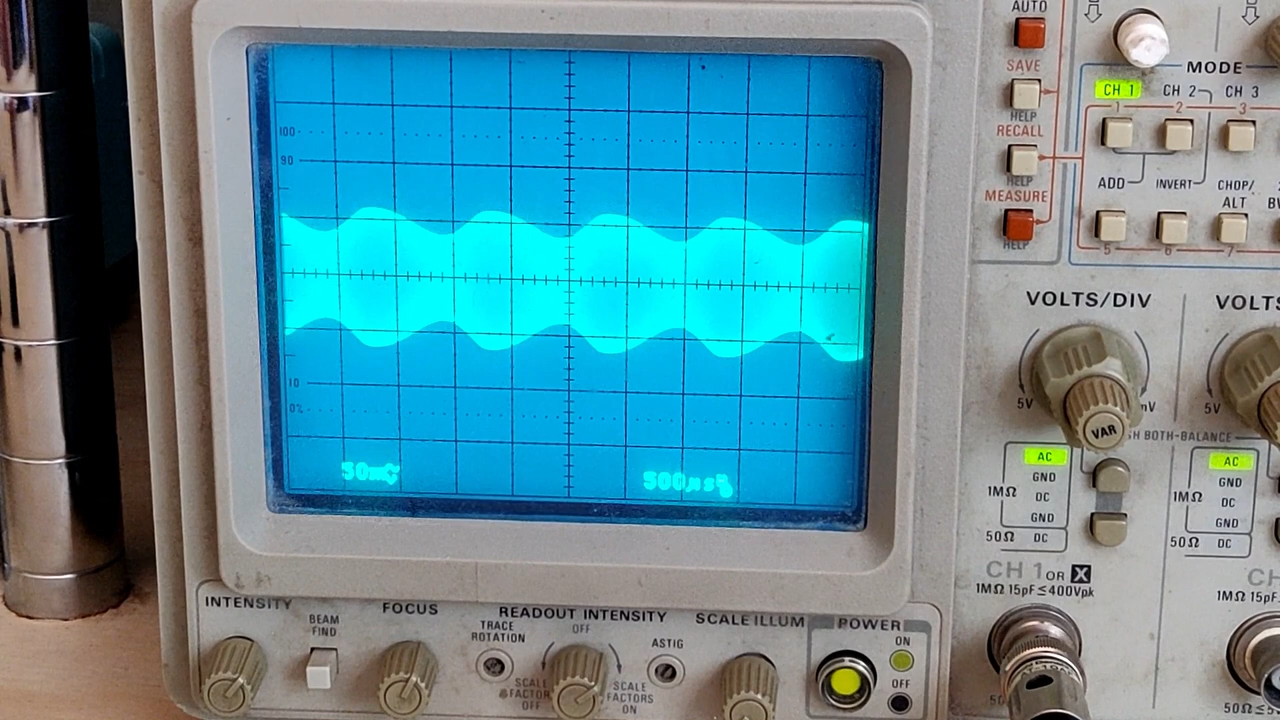 AUTO
SAVE
HELP
RECALL
HELP
MEASURE
HELP
MODE
CH 1 CH 2 CH 3
1 2 3
ADD INVERT CHOP/
ALT
5 6 7
100
90
10
0%
50mV
500µs
VOLTS/DIV
5V
VAR
5V
BOTH-BALANCE
AC
GND
1MΩ DC
GND
50Ω DC
AC
GND
1MΩ DC
GND
50Ω DC
CH 1 OR X
1MΩ 15pF≤400Vpk
INTENSITY
BEAM
FIND
FOCUS
READOUT INTENSITY
TRACE
ROTATION
OFF
SCALE
FACTOR
OFF
SCALE
FACTORS
ON
ASTIG
SCALE ILLUM
POWER
ON
OFF